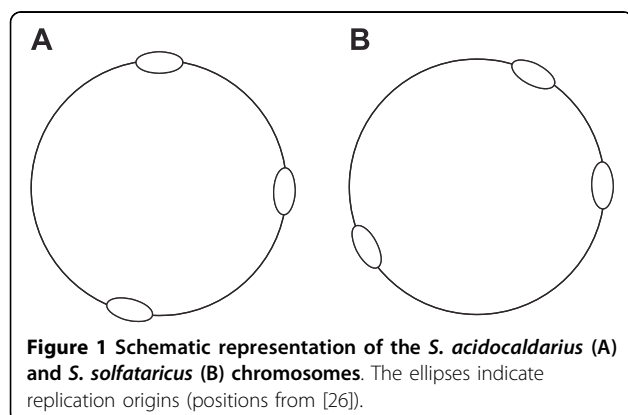 A
B
Figure 1 Schematic representation of the S. acidocaldarius (A)
and S. solfataricus (B) chromosomes. The ellipses indicate
replication origins (positions from [26]).